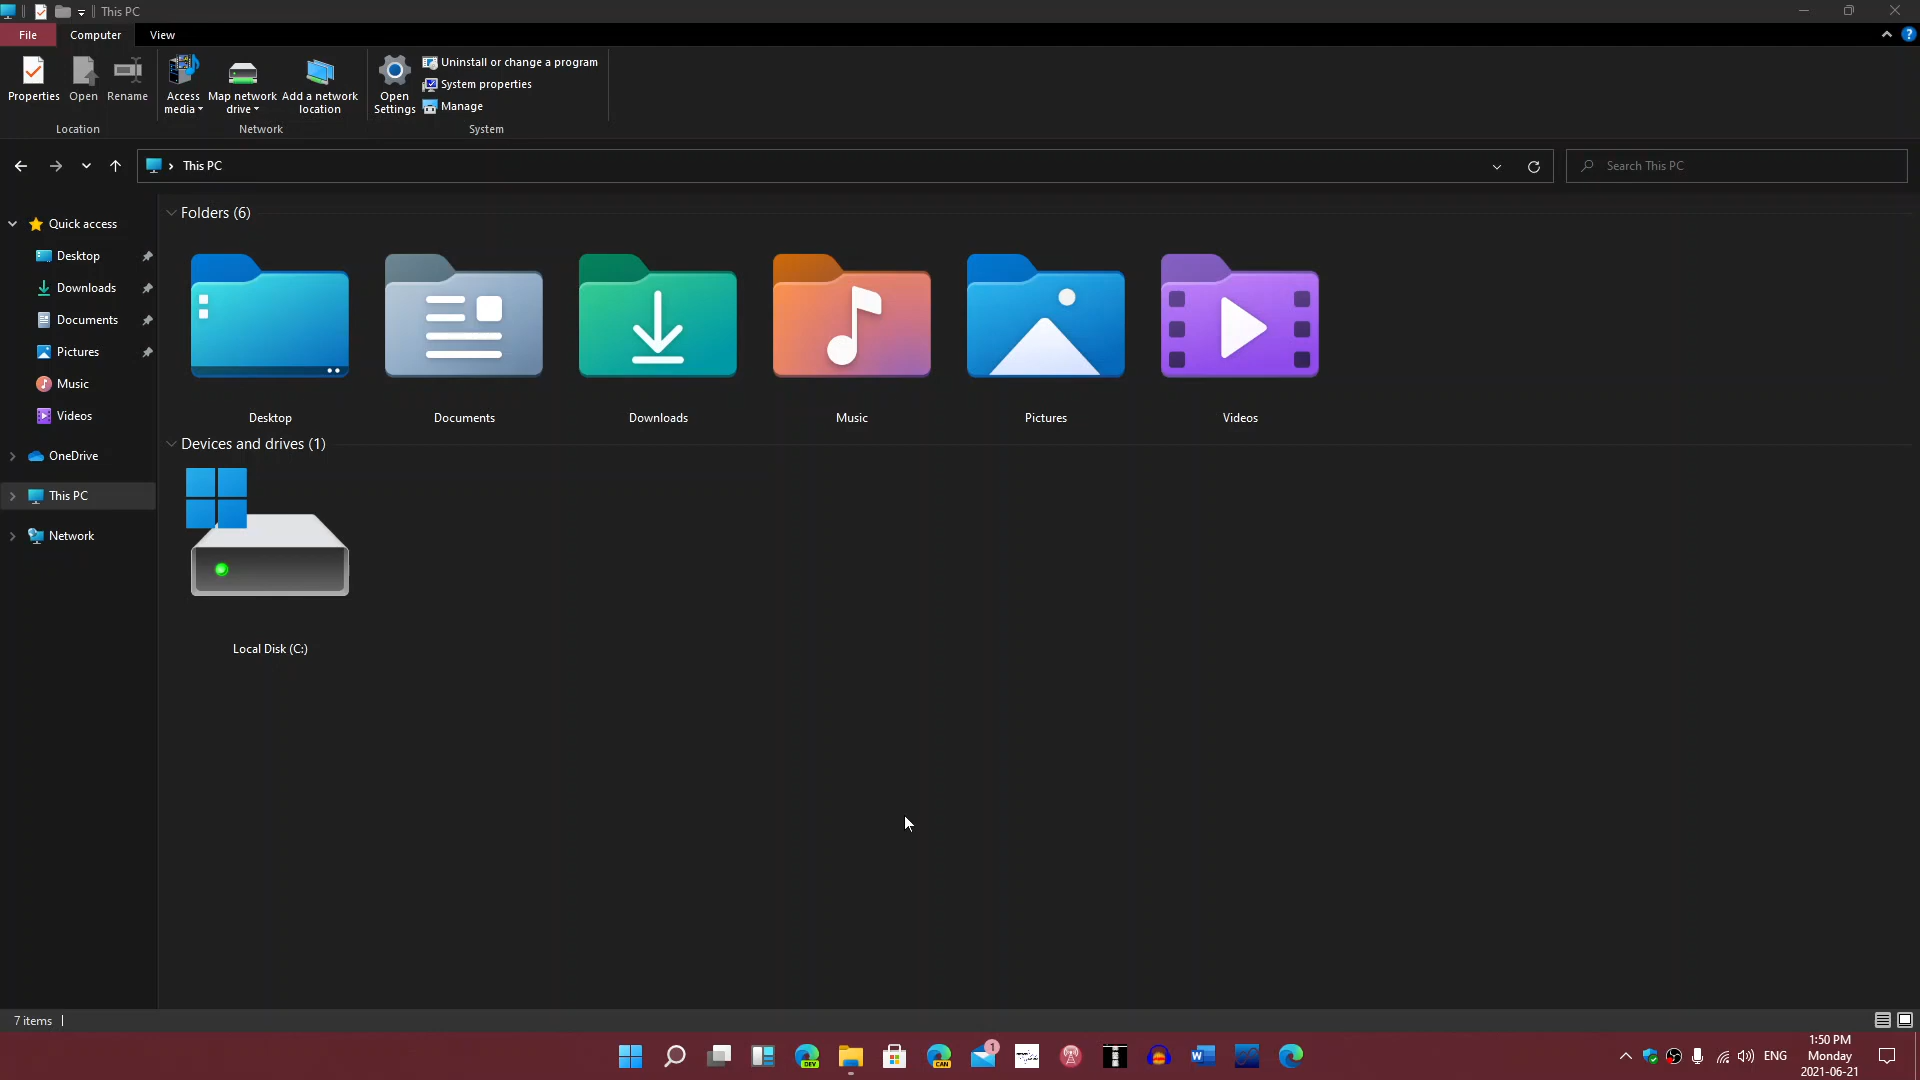 This PC
File
Computer
View
Properties
Open
Rename
Access
media
Map network
drive
Add a network
location
Open
Settings
Uninstall or change a program
System properties
Manage
Location
Network
System
This PC
Search This PC
Quick access
Desktop
Downloads
Documents
Pictures
Music
Videos
OneDrive
This PC
Network
Folders (6)
Desktop
Documents
Downloads
Music
Pictures
Videos
Devices and drives (1)
Local Disk (C:)
7 items
DEV
CAN
1
ENG
1:50 PM
Monday
2021-06-21